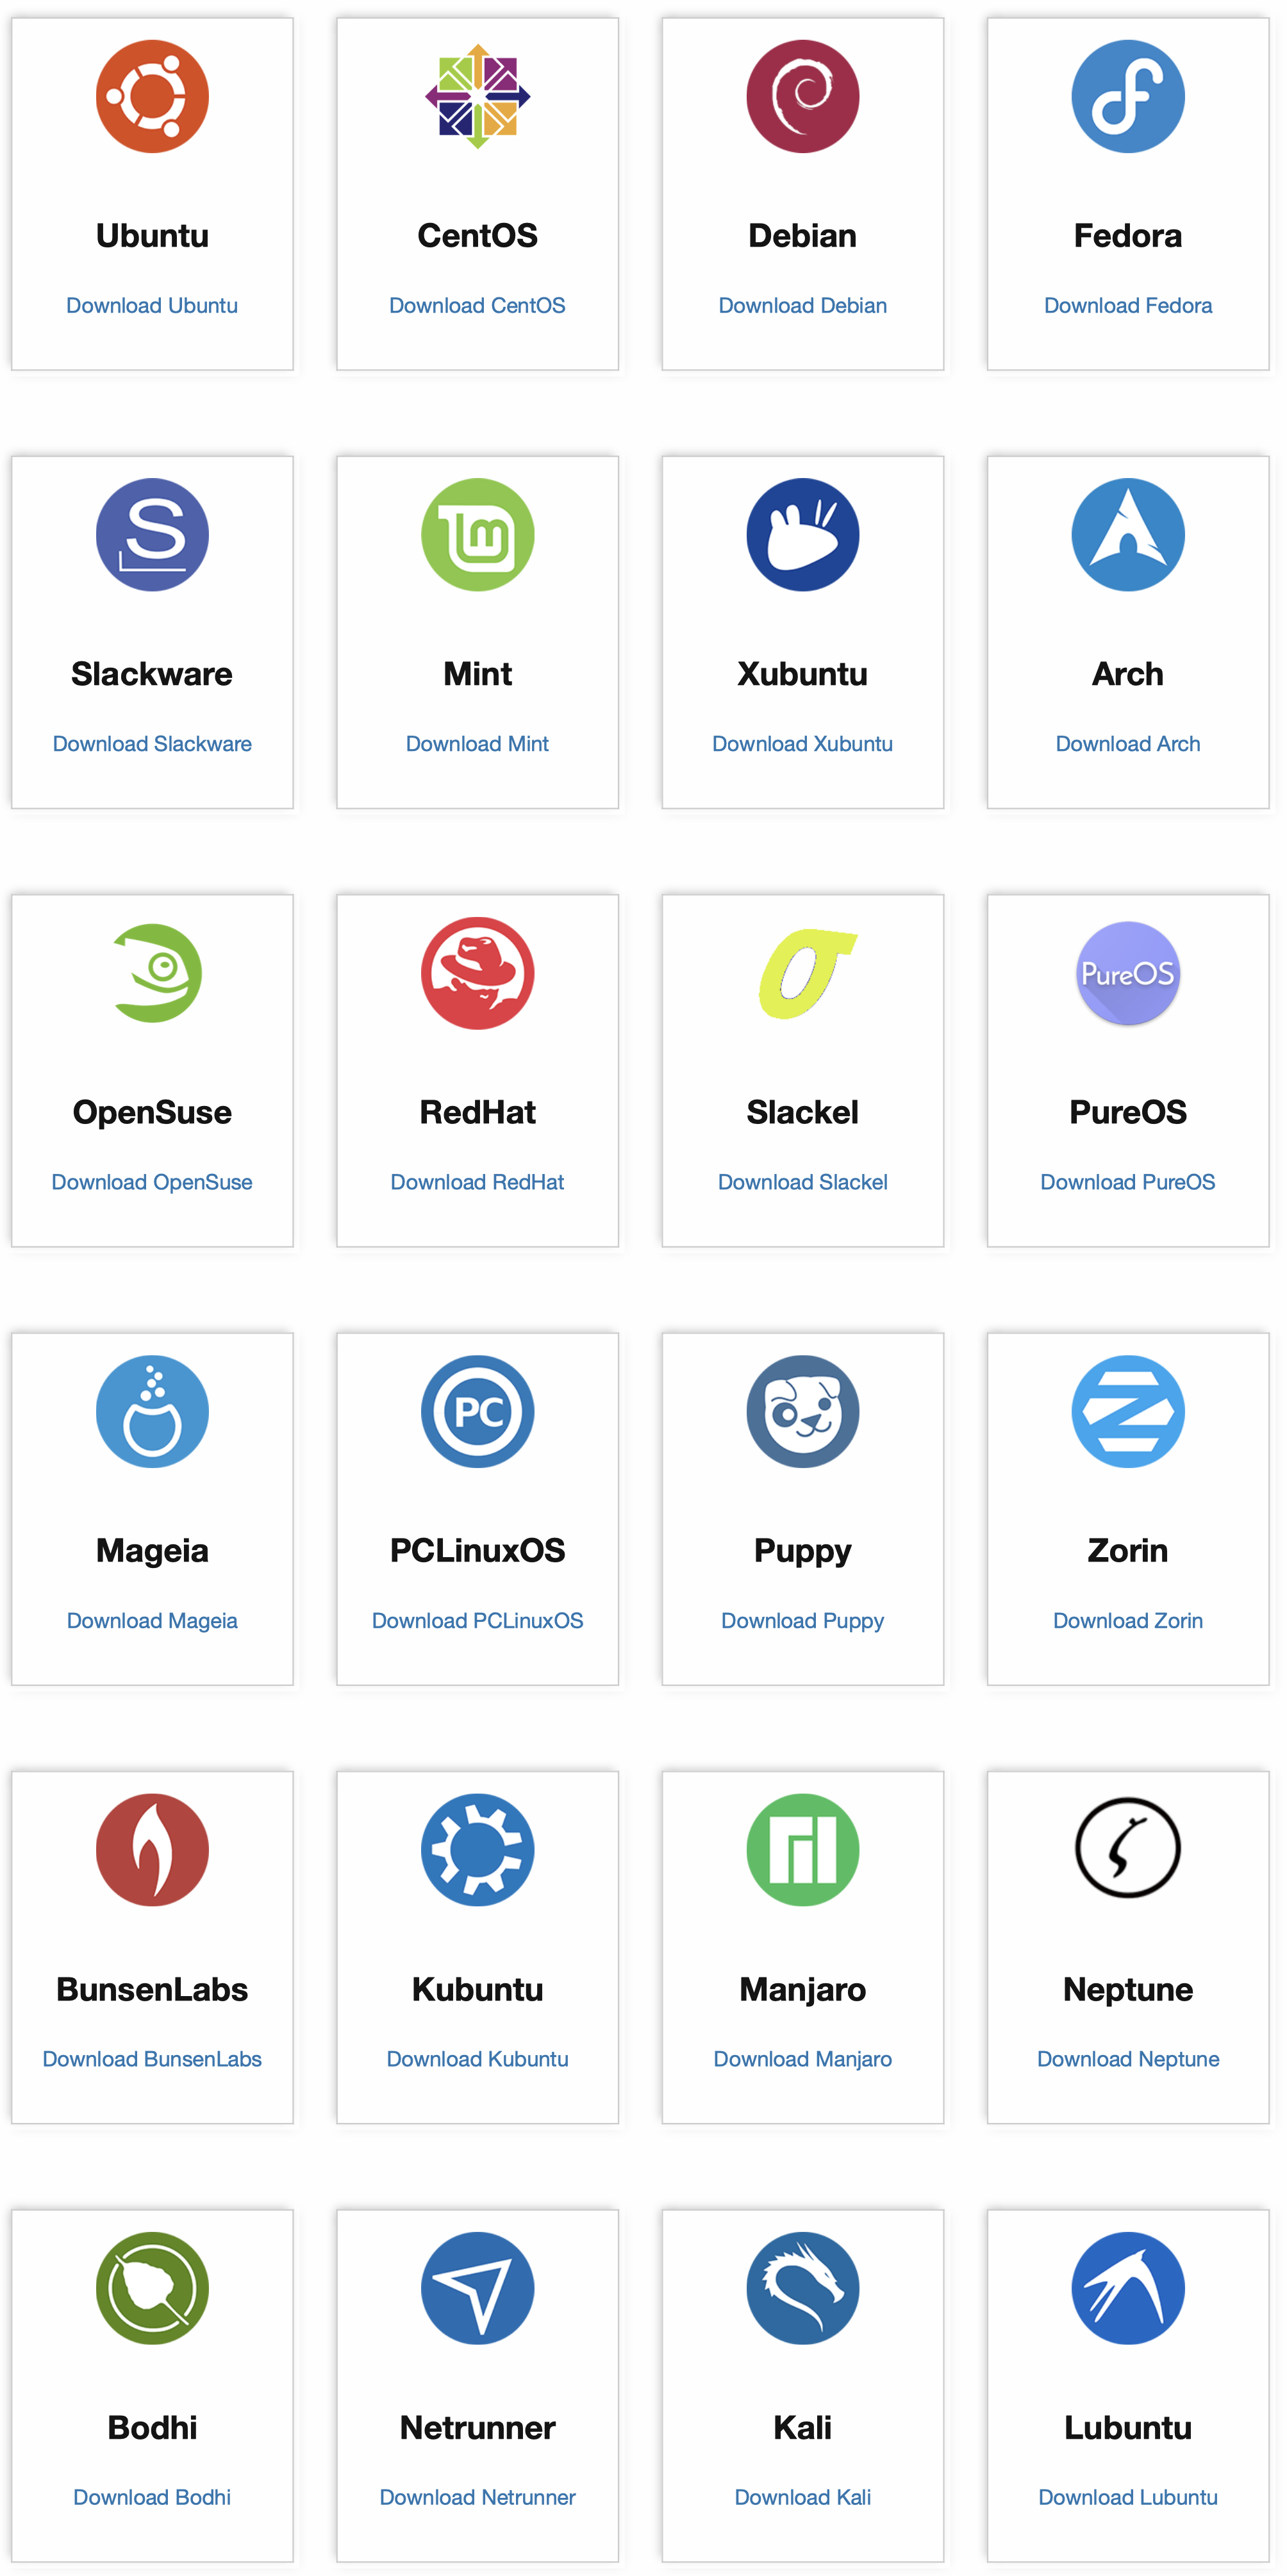 Ubuntu
Download Ubuntu
CentOS
Download CentOS
Debian
Download Debian
Fedora
Download Fedora
S
Slackware
Download Slackware
lm
Mint
Download Mint
Xubuntu
Download Xubuntu
Arch
Download Arch
OpenSuse
Download OpenSuse
RedHat
Download RedHat
σ
Slackel
Download Slackel
PureOS
PureOS
Download PureOS
Mageia
Download Mageia
PC
PCLinuxOS
Download PCLinuxOS
Puppy
Download Puppy
Z
Zorin
Download Zorin
BunsenLabs
Download BunsenLabs
Kubuntu
Download Kubuntu
Manjaro
Download Manjaro
Neptune
Download Neptune
Bodhi
Download Bodhi
Netrunner
Download Netrunner
Kali
Download Kali
Lubuntu
Download Lubuntu